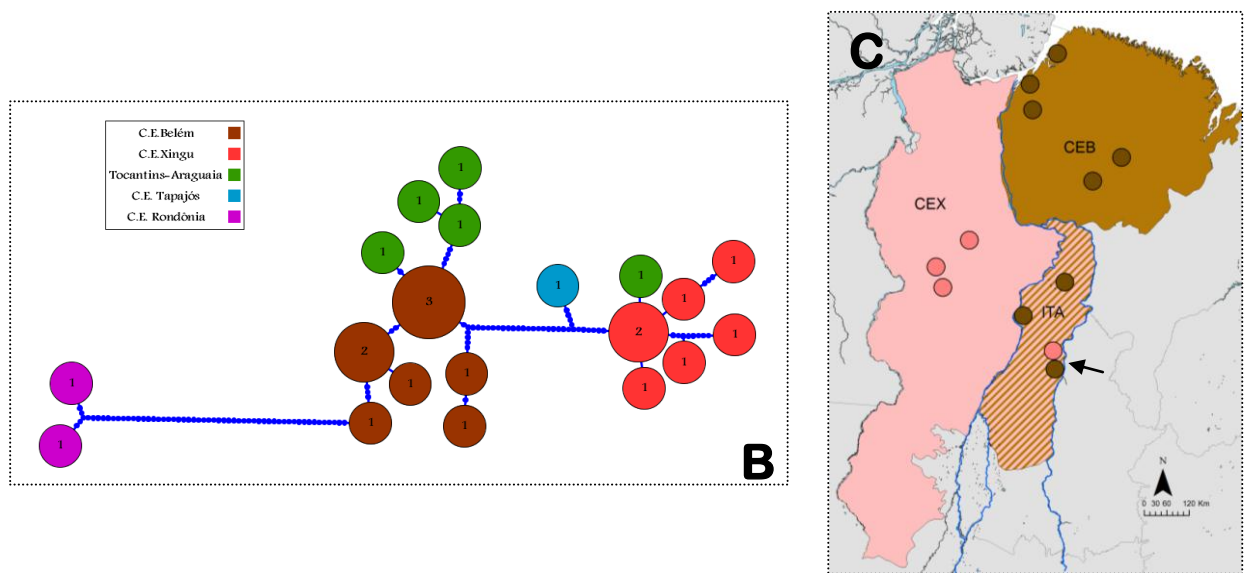 C.E.Belém
C.E.Xingu
Tocantins-Araguaia
C.E. Tapajós
C.E. Rondônia
1
1
1
1
1
1
1
1
3
1
2
1
2
1
1
1
1
1
1
1
1
1
B
C
CEB
CEX
ITA
N
0 30 60 120 Km